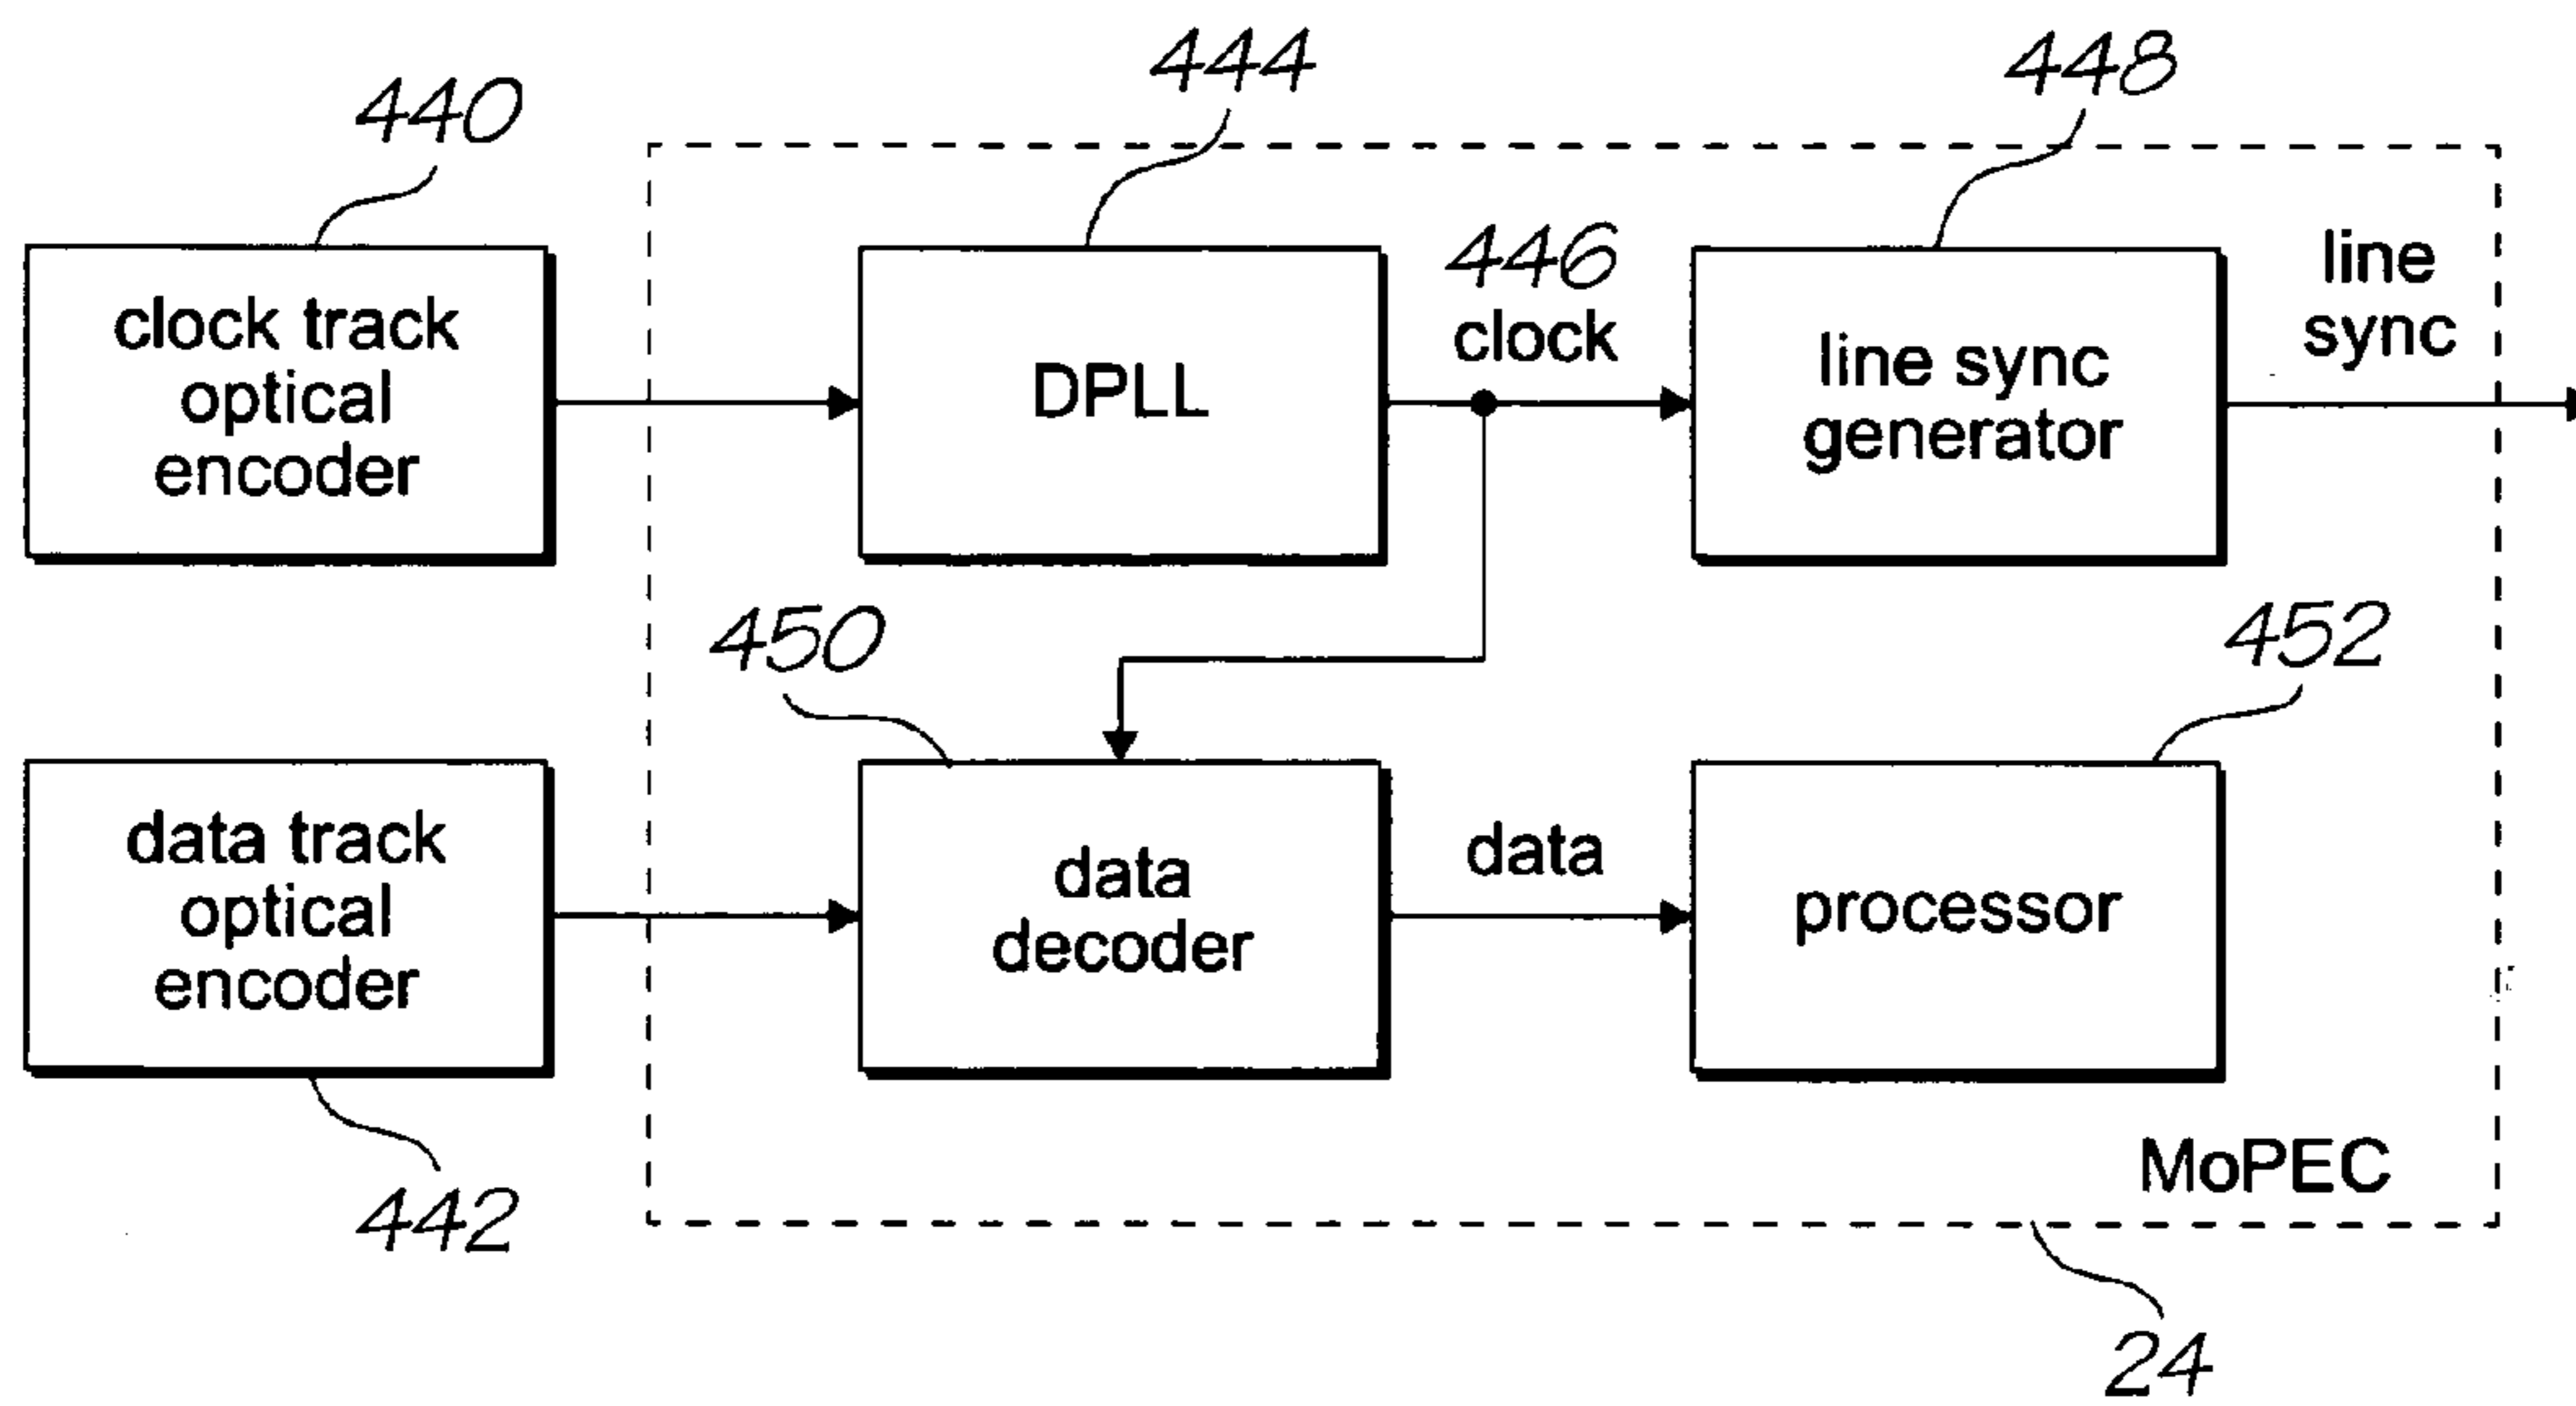 444
448
440
446
clock
line
sync
clock track
optical
encoder
DPLL
line sync
generator
450
452
data track
optical
encoder
data
decoder
data
processor
MoPEC
442
24